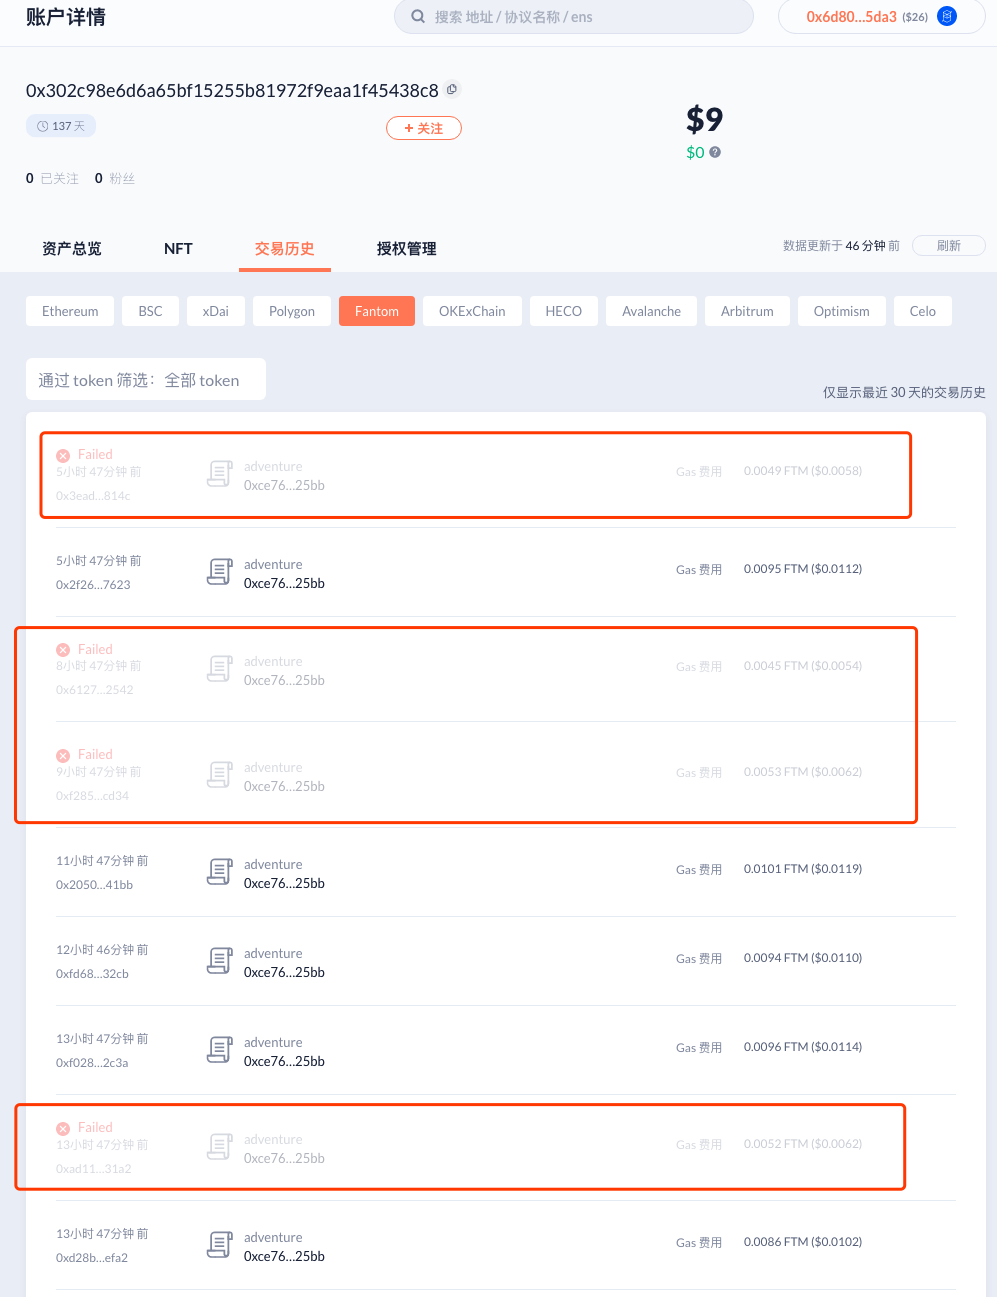 账户详情
搜索 地址 / 协议名称 / ens
0x6d80...5da3 ($26)
0x302c98e6d6a65bf15255b81972f9eaa1f45438c8
137 天
+ 关注
$9
$0
0 已关注 0 粉丝
资产总览 NFT 交易历史 授权管理
数据更新于 46 分钟 前 刷新
Ethereum BSC xDai Polygon Fantom OKExChain HECO Avalanche Arbitrum Optimism Celo
通过 token 筛选：全部 token
仅显示最近 30 天的交易历史
Failed
5小时 47分钟 前
0x3ead...814c
adventure
0xce76...25bb
Gas 费用 0.0049 FTM ($0.0058)
5小时 47分钟 前
0x2f26...7623
adventure
0xce76...25bb
Gas 费用 0.0095 FTM ($0.0112)
Failed
8小时 47分钟 前
0x6127...2542
adventure
0xce76...25bb
Gas 费用 0.0045 FTM ($0.0054)
Failed
9小时 47分钟 前
0xf285...cd34
adventure
0xce76...25bb
Gas 费用 0.0053 FTM ($0.0062)
11小时 47分钟 前
0x2050...41bb
adventure
0xce76...25bb
Gas 费用 0.0101 FTM ($0.0119)
12小时 46分钟 前
0xfd68...32cb
adventure
0xce76...25bb
Gas 费用 0.0094 FTM ($0.0110)
13小时 47分钟 前
0xf028...2c3a
adventure
0xce76...25bb
Gas 费用 0.0096 FTM ($0.0114)
Failed
13小时 47分钟 前
0xad11...31a2
adventure
0xce76...25bb
Gas 费用 0.0052 FTM ($0.0062)
13小时 47分钟 前
0xd28b...efa2
adventure
0xce76...25bb
Gas 费用 0.0086 FTM ($0.0102)